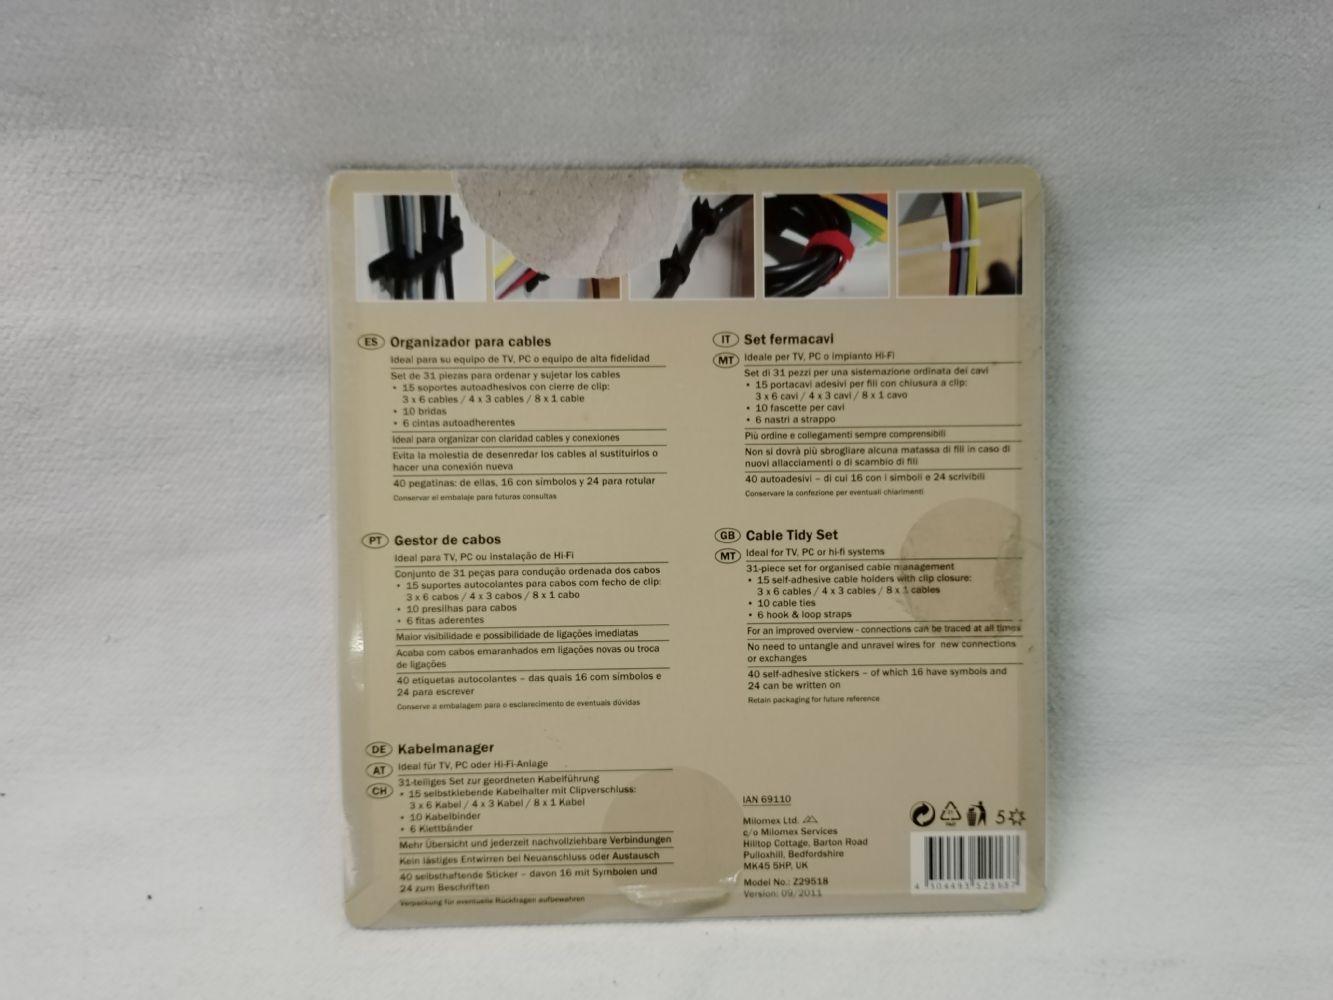 ES Organizador para cables
Ideal para su equipo de TV, PC o equipo de alta fidelidad
Set de 31 piezas para ordenar y sujetar los cables
• 15 soportes autoadhesivos con cierre de clip:
3 x 6 cables / 4 x 3 cables / 8 x 1 cable
• 10 bridas
• 6 cintas autoadherentes
Ideal para organizar con claridad cables y conexiones
Evita la molestia de desenredar los cables al sustituirlos o
hacer una conexión nueva
40 pegatinas: de ellas, 16 con símbolos y 24 para rotular
Conservar el embalaje para futuras consultas
PT Gestor de cabos
Ideal para TV, PC ou instalação de Hi-Fi
Conjunto de 31 peças para condução ordenada dos cabos
• 15 suportes autocolantes para cabos com fecho de clip:
3 x 6 cabos / 4 x 3 cabos / 8 x 1 cabo
• 10 presilhas para cabos
• 6 fitas aderentes
Maior visibilidade e possibilidade de ligações imediatas
Acaba com cabos emaranhados em ligações novas ou troca
de ligações
40 etiquetas autocolantes – das quais 16 com símbolos e
24 para escrever
Conserve a embalagem para o esclarecimento de eventuais dúvidas
DE AT CH Kabelmanager
Ideal für TV, PC oder Hi-Fi-Anlage
31-teiliges Set zur geordneten Kabelführung
• 15 selbstklebende Kabelhalter mit Clipverschluss:
3 x 6 Kabel / 4 x 3 Kabel / 8 x 1 Kabel
• 10 Kabelbinder
• 6 Klettbänder
Mehr Übersicht und jederzeit nachvollziehbare Verbindungen
Kein lästiges Entwirren bei Neuanschluss oder Austausch
40 selbsthaftende Sticker – davon 16 mit Symbolen und
24 zum Beschriften
Verpackung für eventuelle Rückfragen aufbewahren
IT MT Set fermacavi
Ideale per TV, PC o impianto Hi-Fi
Set di 31 pezzi per una sistemazione ordinata dei cavi
• 15 portacavi adesivi per fili con chiusura a clip:
3 x 6 cavi / 4 x 3 cavi / 8 x 1 cavo
• 10 fascette per cavi
• 6 nastri a strappo
Più ordine e collegamenti sempre comprensibili
Non si dovrà più sbrogliare alcuna matassa di fili in caso di
nuovi allacciamenti o di scambio di fili
40 autoadesivi – di cui 16 con i simboli e 24 scrivibili
Conservare la confezione per eventuali chiarimenti
GB MT Cable Tidy Set
Ideal for TV, PC or hi-fi systems
31-piece set for organised cable management
• 15 self-adhesive cable holders with clip closure:
3 x 6 cables / 4 x 3 cables / 8 x 1 cables
• 10 cable ties
• 6 hook & loop straps
For an improved overview - connections can be traced at all times
No need to untangle and unravel wires for new connections
or exchanges
40 self-adhesive stickers – of which 16 have symbols and
24 can be written on
Retain packaging for future reference
IAN 69110
Milomex Ltd.
c/o Milomex Services
Hilltop Cottage, Barton Road
Pulloxhill, Bedfordshire
MK45 5HP, UK
Model No.: Z29518
Version: 09/2011
5